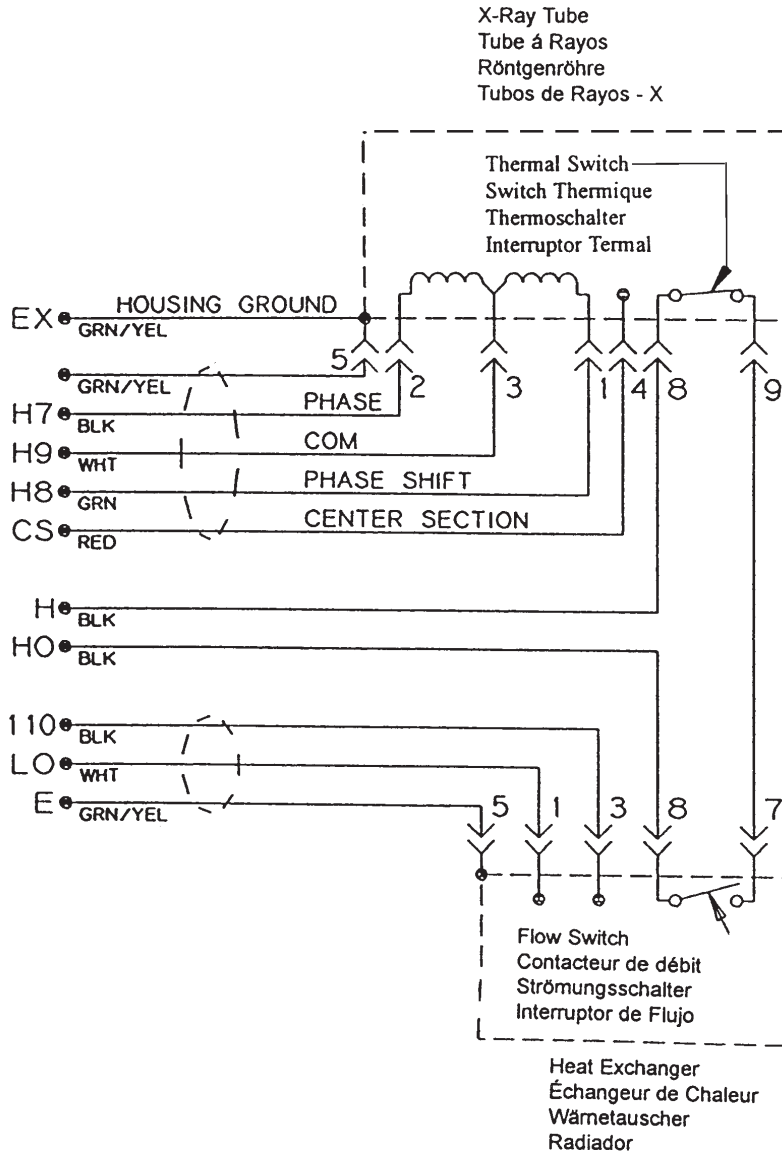 X-Ray Tube
Tube á Rayos
Röntgenröhre
Tubos de Rayos - X
Thermal Switch
Switch Thermique
Thermoschalter
Interruptor Termal
EX HOUSING GROUND
GRN/YEL
5 2 3 1 4 8 9
GRN/YEL
H7 BLK PHASE
H9 WHT COM
H8 GRN PHASE SHIFT
CS RED CENTER SECTION
H BLK
HO BLK
110 BLK
LO WHT
E GRN/YEL
5 1 3 8 7
Flow Switch
Contacteur de débit
Strömungsschalter
Interruptor de Flujo
Heat Exchanger
Échangeur de Chaleur
Wärnetauscher
Radiador